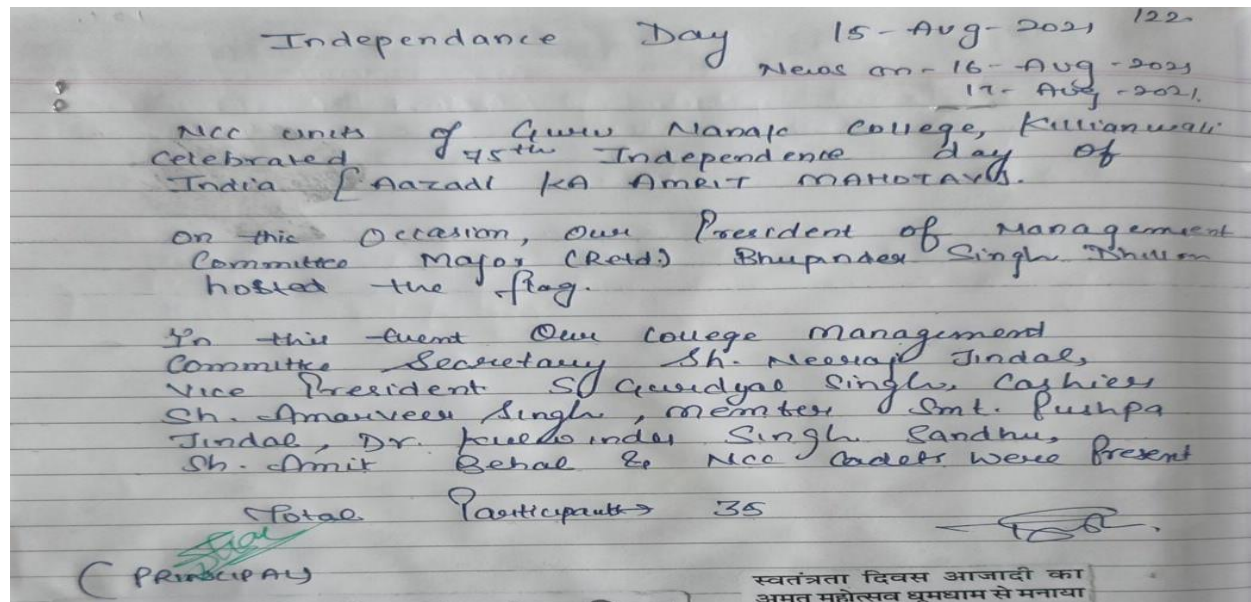 Independance Day 15-Aug-2021 122.
News on - 16-Aug-2021
17-Aug-2021.
NCC units of Guru Nanak College, Killianwali
Celebrated 75th Independence day of
India [AAZADI KA AMRIT MAHOTAVS.
On this Occasion, Our President of Management
Committee Major (Retd.) Bhupinder Singh Dhillon
hosted the flag.
In this Event Our College Management
Committee Secretary Sh. Neeraj Jindal,
Vice President S. Gurdyal Singh, Cashier
Sh. Amarveer Singh, member Smt. Pushpa
Jindal, Dr. Kulwinder Singh Sandhu,
Sh. Amit Behal & NCC Cadets were Present
Total Participants → 35
(PRINCIPAL)
स्वतंत्रता दिवस आजादी का
अमृत महोत्सव धूमधाम से मनाया